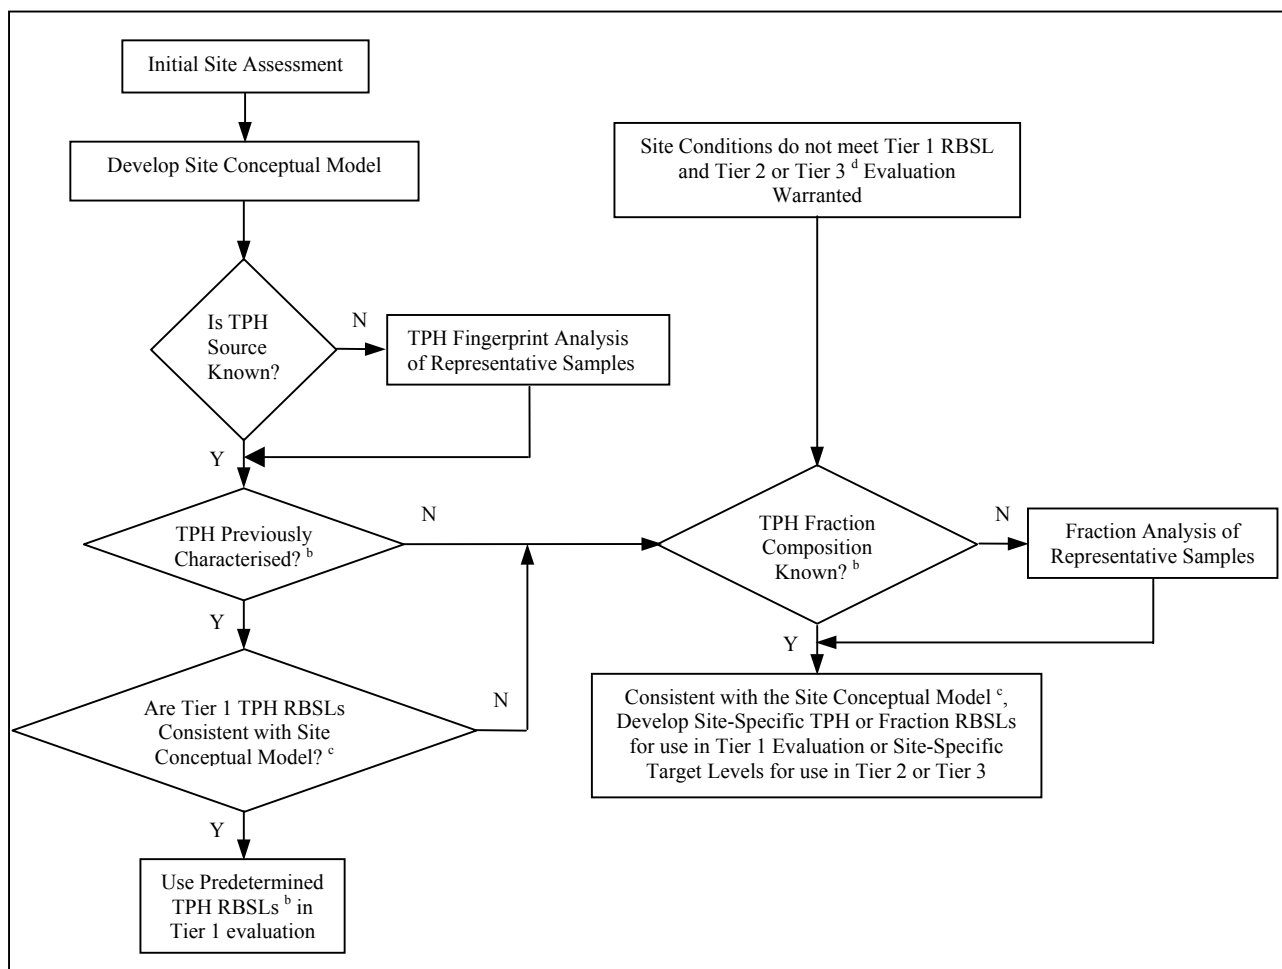 Initial Site Assessment
Develop Site Conceptual Model
Is TPH
Source
Known?
N
TPH Fingerprint Analysis
of Representative Samples
Y
TPH Previously
Characterised? b
N
Y
Are Tier 1 TPH RBSLs
Consistent with Site
Conceptual Model? c
N
Y
Use Predetermined
TPH RBSLs b in
Tier 1 evaluation
Site Conditions do not meet Tier 1 RBSL
and Tier 2 or Tier 3 d Evaluation
Warranted
TPH Fraction
Composition
Known? b
N
Fraction Analysis of
Representative Samples
Y
Consistent with the Site Conceptual Model c,
Develop Site-Specific TPH or Fraction RBSLs
for use in Tier 1 Evaluation or Site-Specific
Target Levels for use in Tier 2 or Tier 3